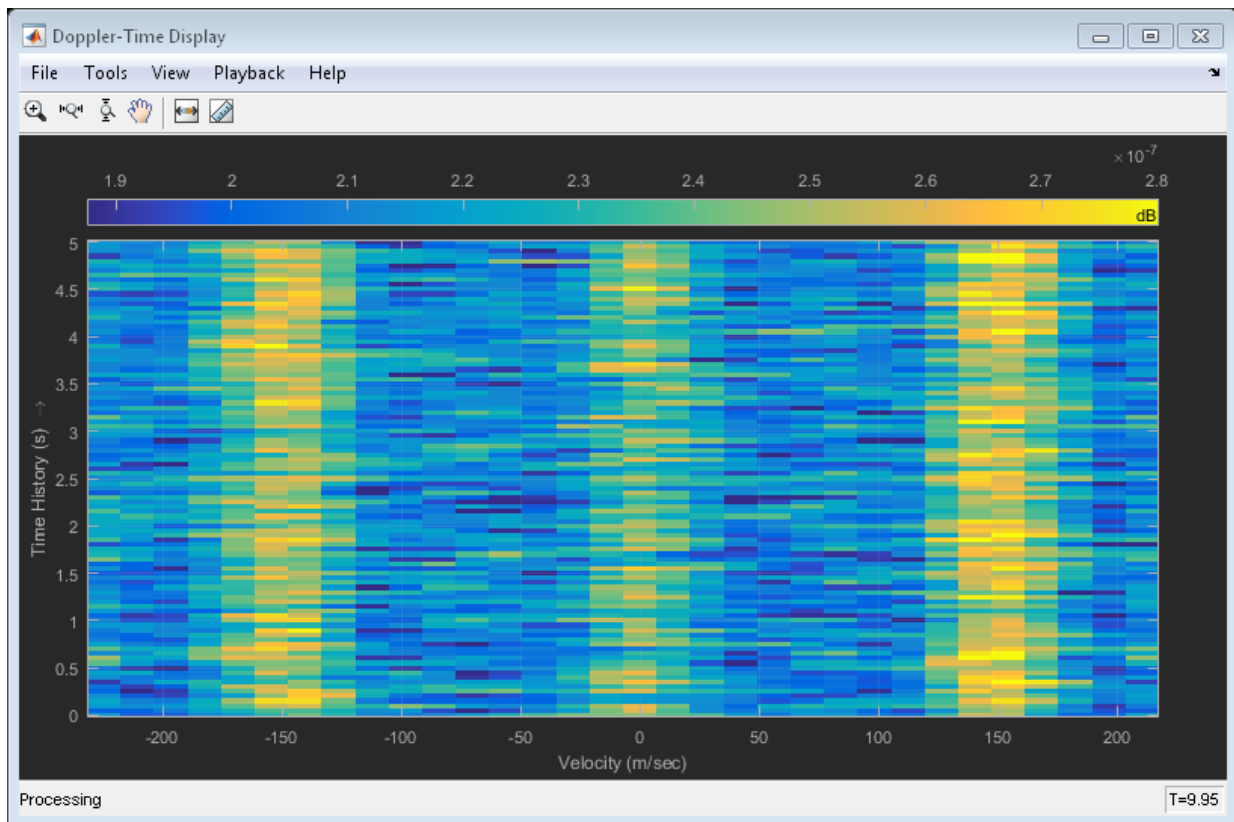 Doppler-Time Display
File Tools View Playback Help
×10⁻⁷
1.9 2 2.1 2.2 2.3 2.4 2.5 2.6 2.7 2.8
dB
5
4.5
4
3.5
3
2.5
2
1.5
1
0.5
0
Time History (s) →
-200 -150 -100 -50 0 50 100 150 200
Velocity (m/sec)
Processing T=9.95